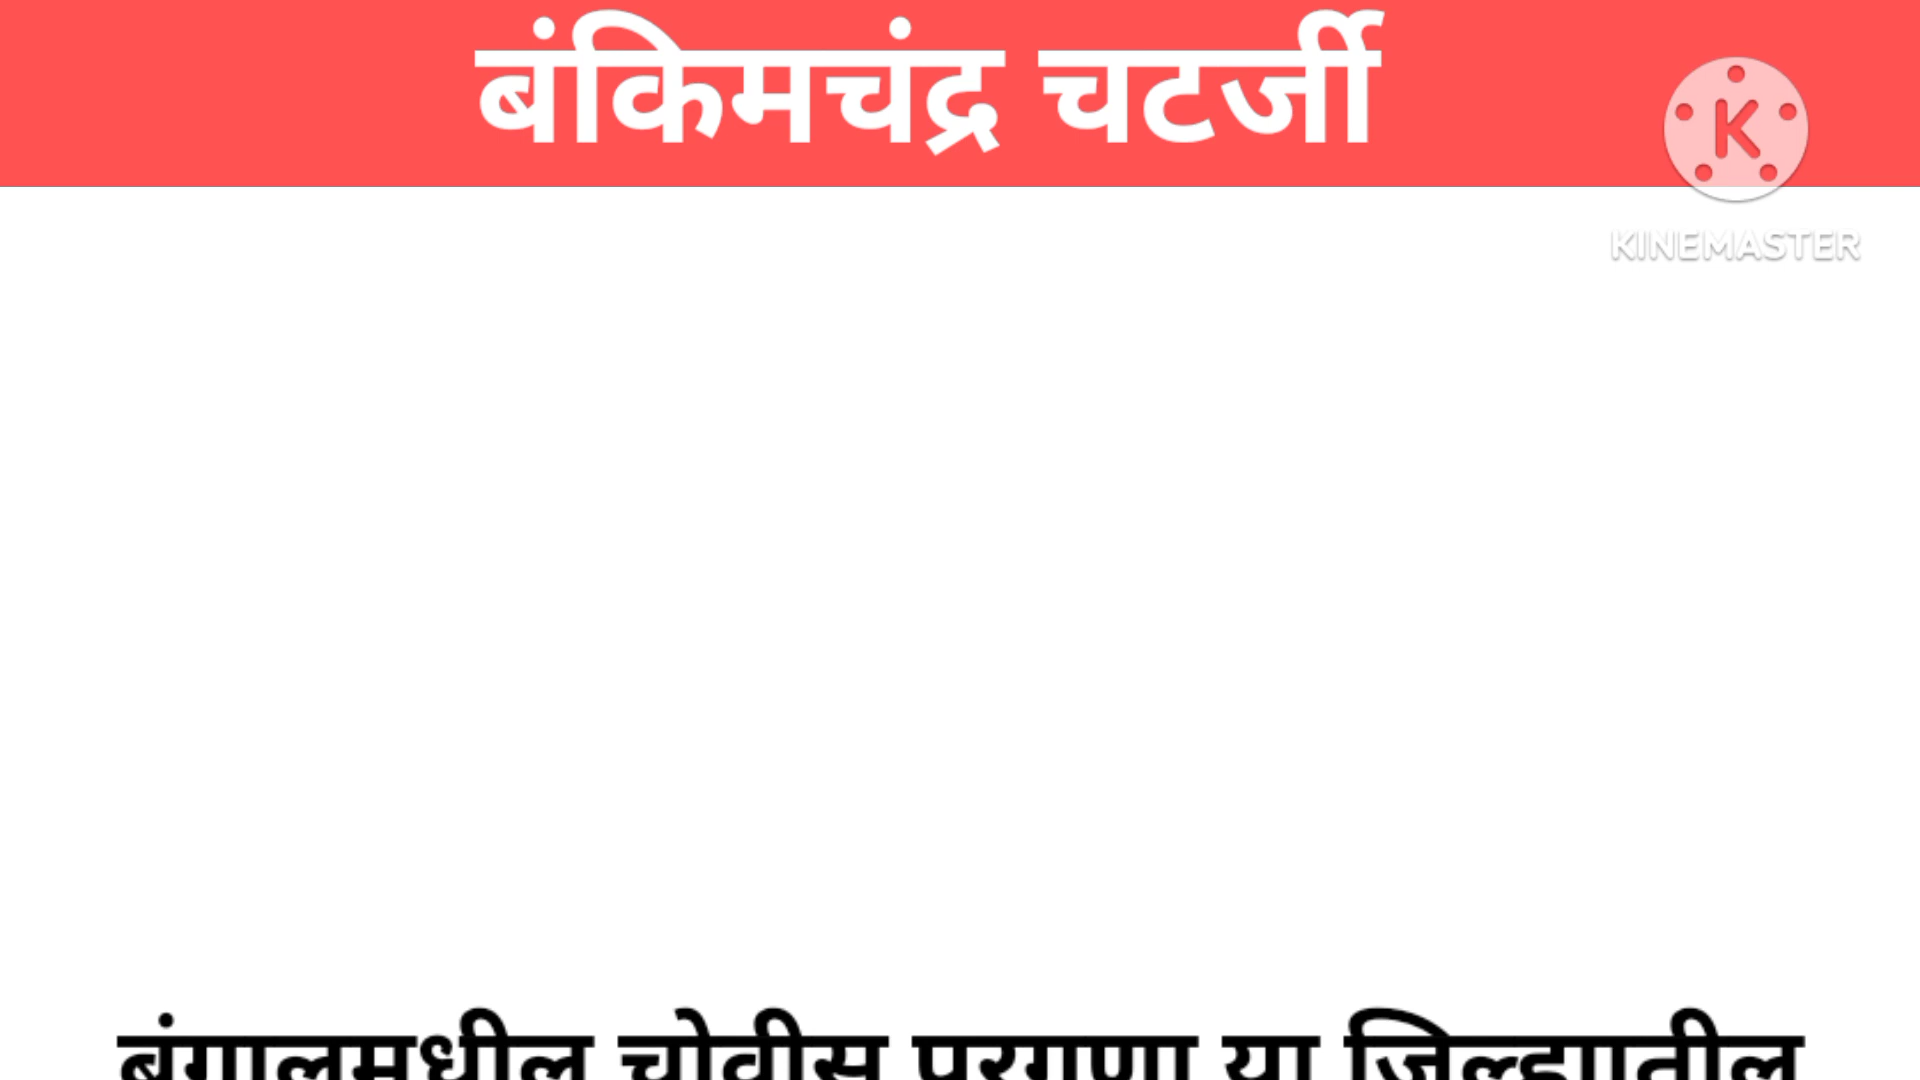 बंकिमचंद्र चटर्जी
K
KINEMASTER
बंगालमधील चोवीस परगणा या जिल्ह्यातील